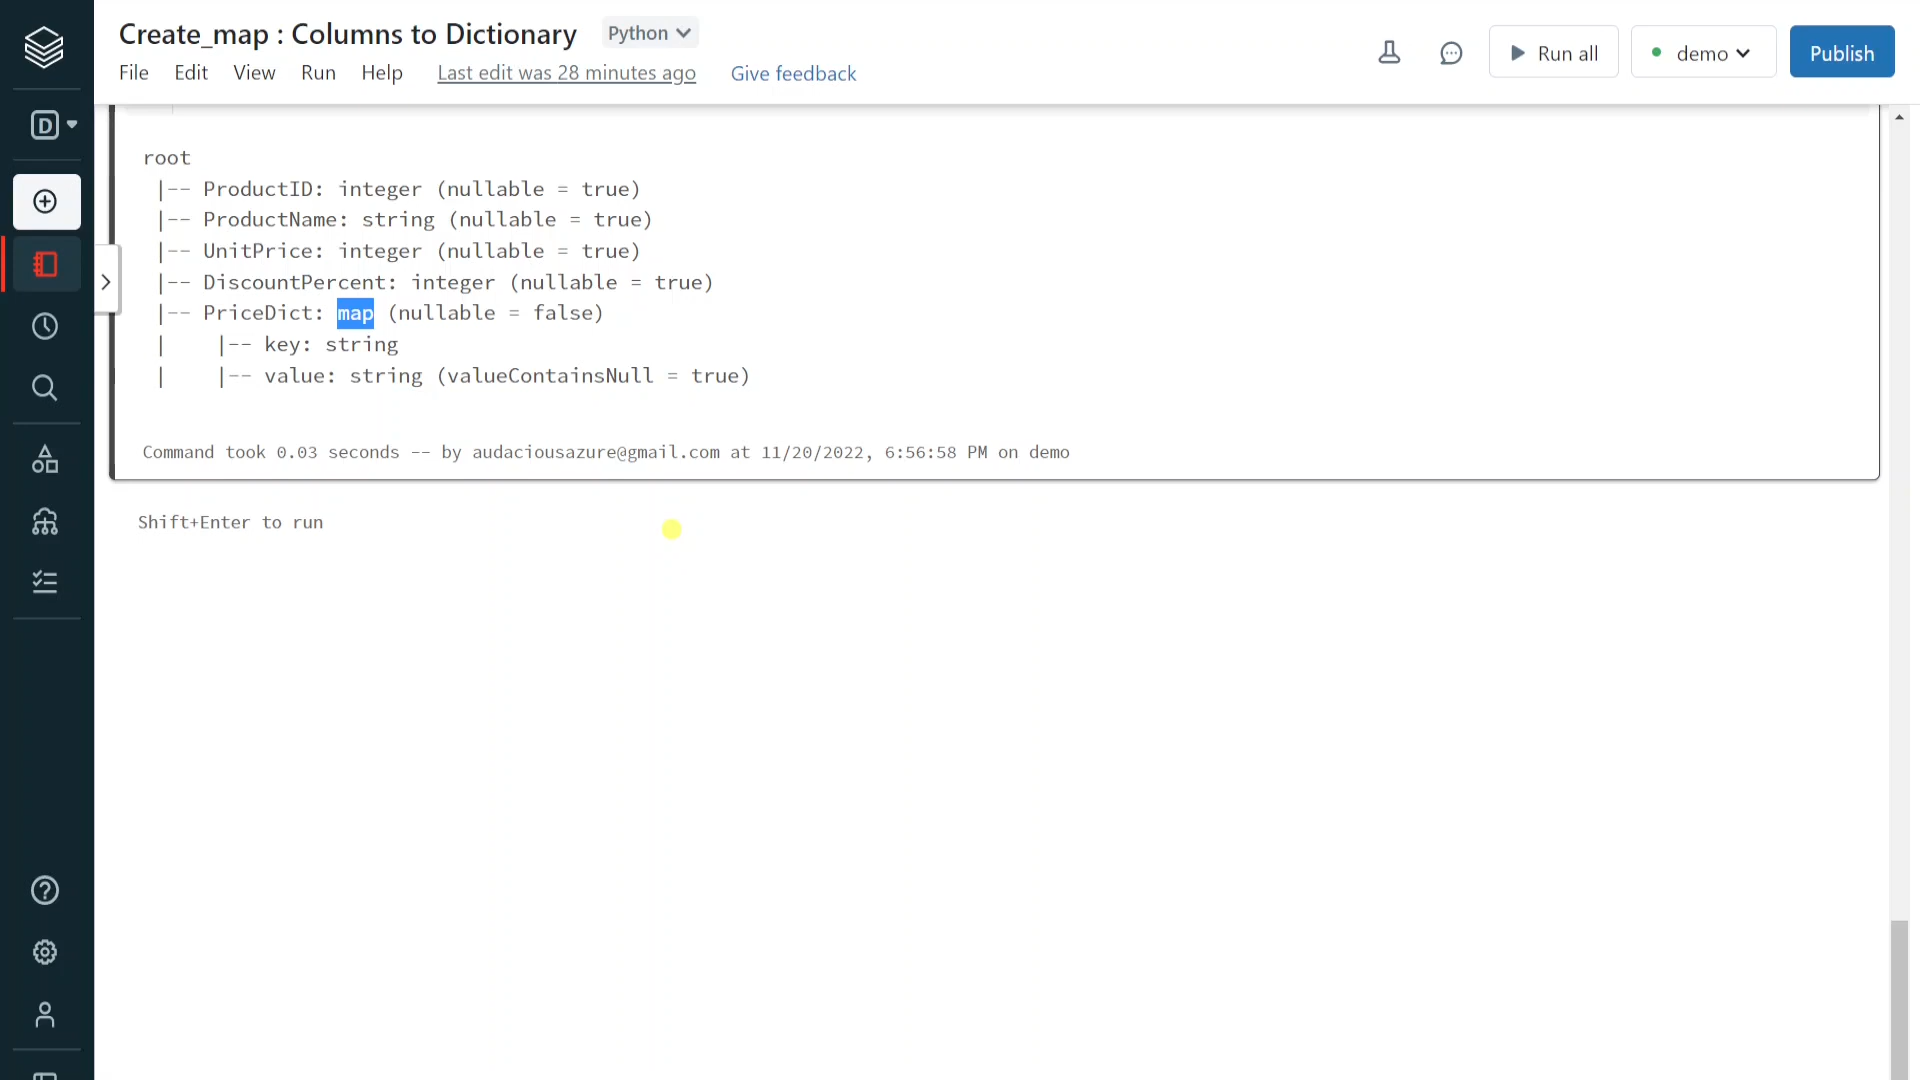 Create_map : Columns to Dictionary Python
File Edit View Run Help Last edit was 28 minutes ago Give feedback
Run all demo Publish
D
root
|-- ProductID: integer (nullable = true)
|-- ProductName: string (nullable = true)
|-- UnitPrice: integer (nullable = true)
|-- DiscountPercent: integer (nullable = true)
|-- PriceDict: map (nullable = false)
| |-- key: string
| |-- value: string (valueContainsNull = true)
Command took 0.03 seconds -- by audaciousazure@gmail.com at 11/20/2022, 6:56:58 PM on demo
Shift+Enter to run